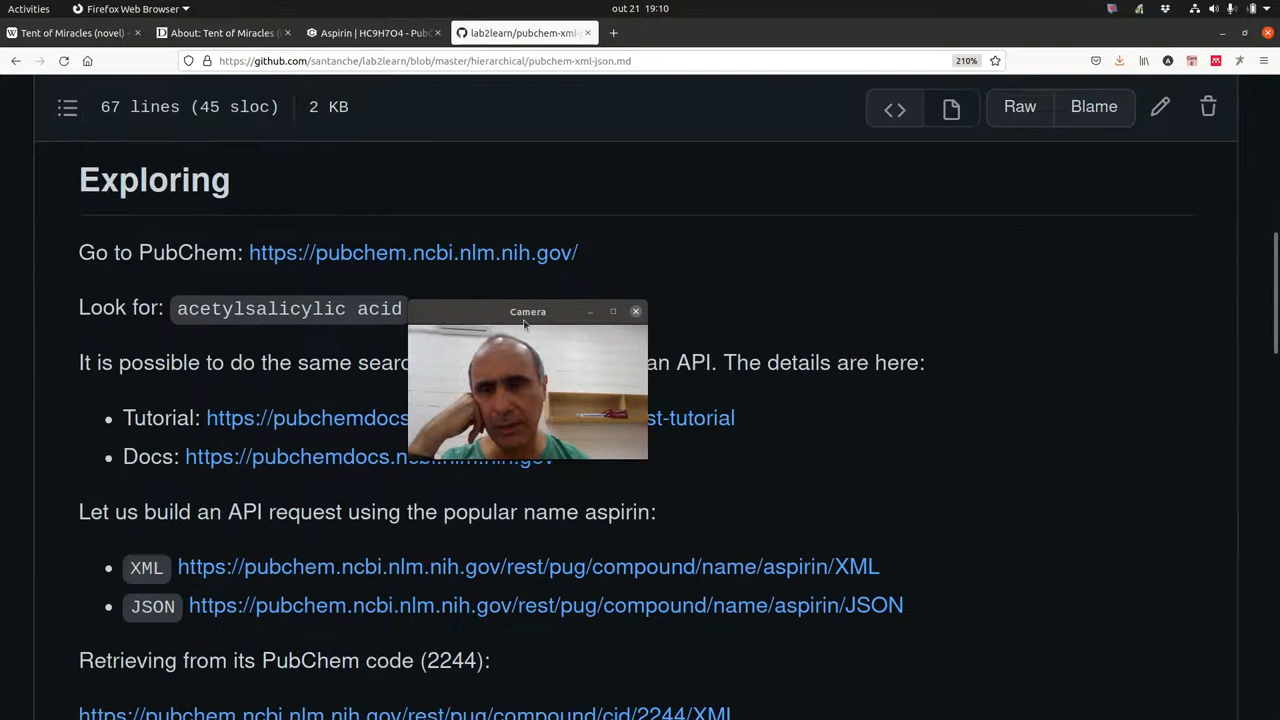 Activities
Firefox Web Browser
out 21 19:10
Tent of Miracles (novel)
About: Tent of Miracles (
Aspirin | HC9H7O4 - PubC
lab2learn/pubchem-xml-
https://github.com/santanche/lab2learn/blob/master/hierarchical/pubchem-xml-json.md
210%
67 lines (45 sloc)
2 KB
Raw
Blame
Exploring
Go to PubChem: https://pubchem.ncbi.nlm.nih.gov/
Look for: acetylsalicylic acid
Camera
It is possible to do the same sear an API. The details are here:
Tutorial: https://pubchemdocs. st-tutorial
Docs: https://pubchemdocs.ncbi.nlm.nih.gov
Let us build an API request using the popular name aspirin:
XML https://pubchem.ncbi.nlm.nih.gov/rest/pug/compound/name/aspirin/XML
JSON https://pubchem.ncbi.nlm.nih.gov/rest/pug/compound/name/aspirin/JSON
Retrieving from its PubChem code (2244):
https://pubchem.ncbi.nlm.nih.gov/rest/pug/compound/cid/2244/XML